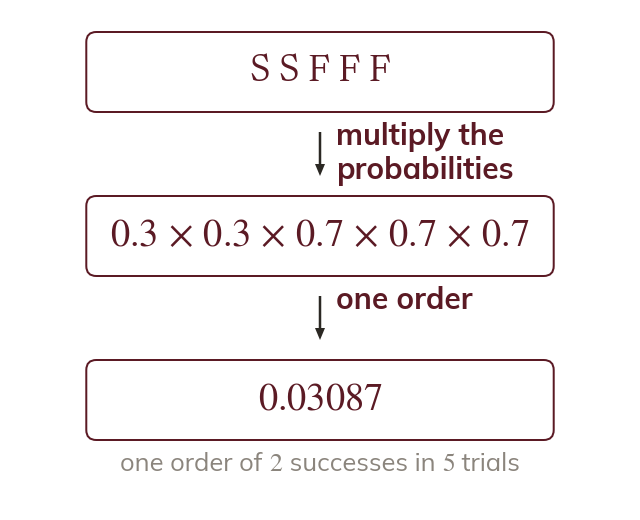 S S F F F
multiply the
probabilities
0.3 × 0.3 × 0.7 × 0.7 × 0.7
one order
0.03087
one order of 2 successes in 5 trials